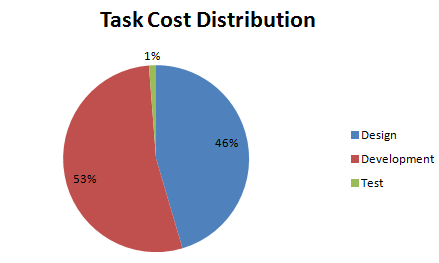 Task Cost Distribution
1%
46%
53%
Design
Development
Test